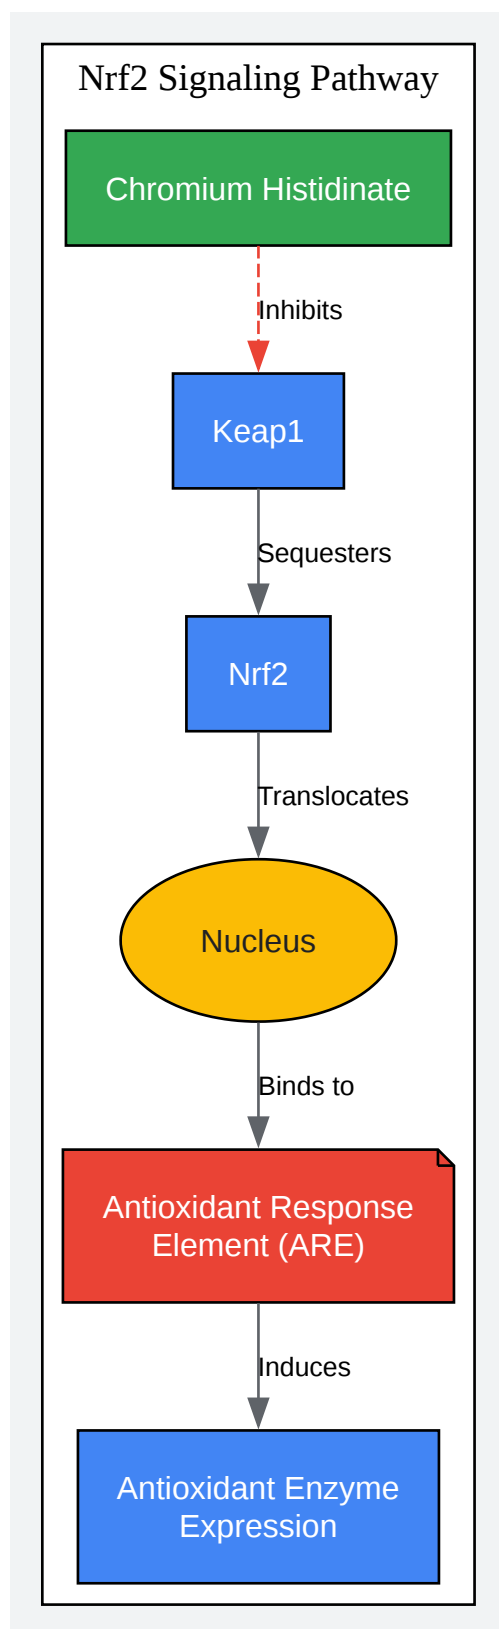 Nrf2 Signaling Pathway
Chromium Histidinate
Inhibits
Keap1
Sequesters
Nrf2
Translocates
Nucleus
Binds to
Antioxidant Response
Element (ARE)
Induces
Antioxidant Enzyme
Expression